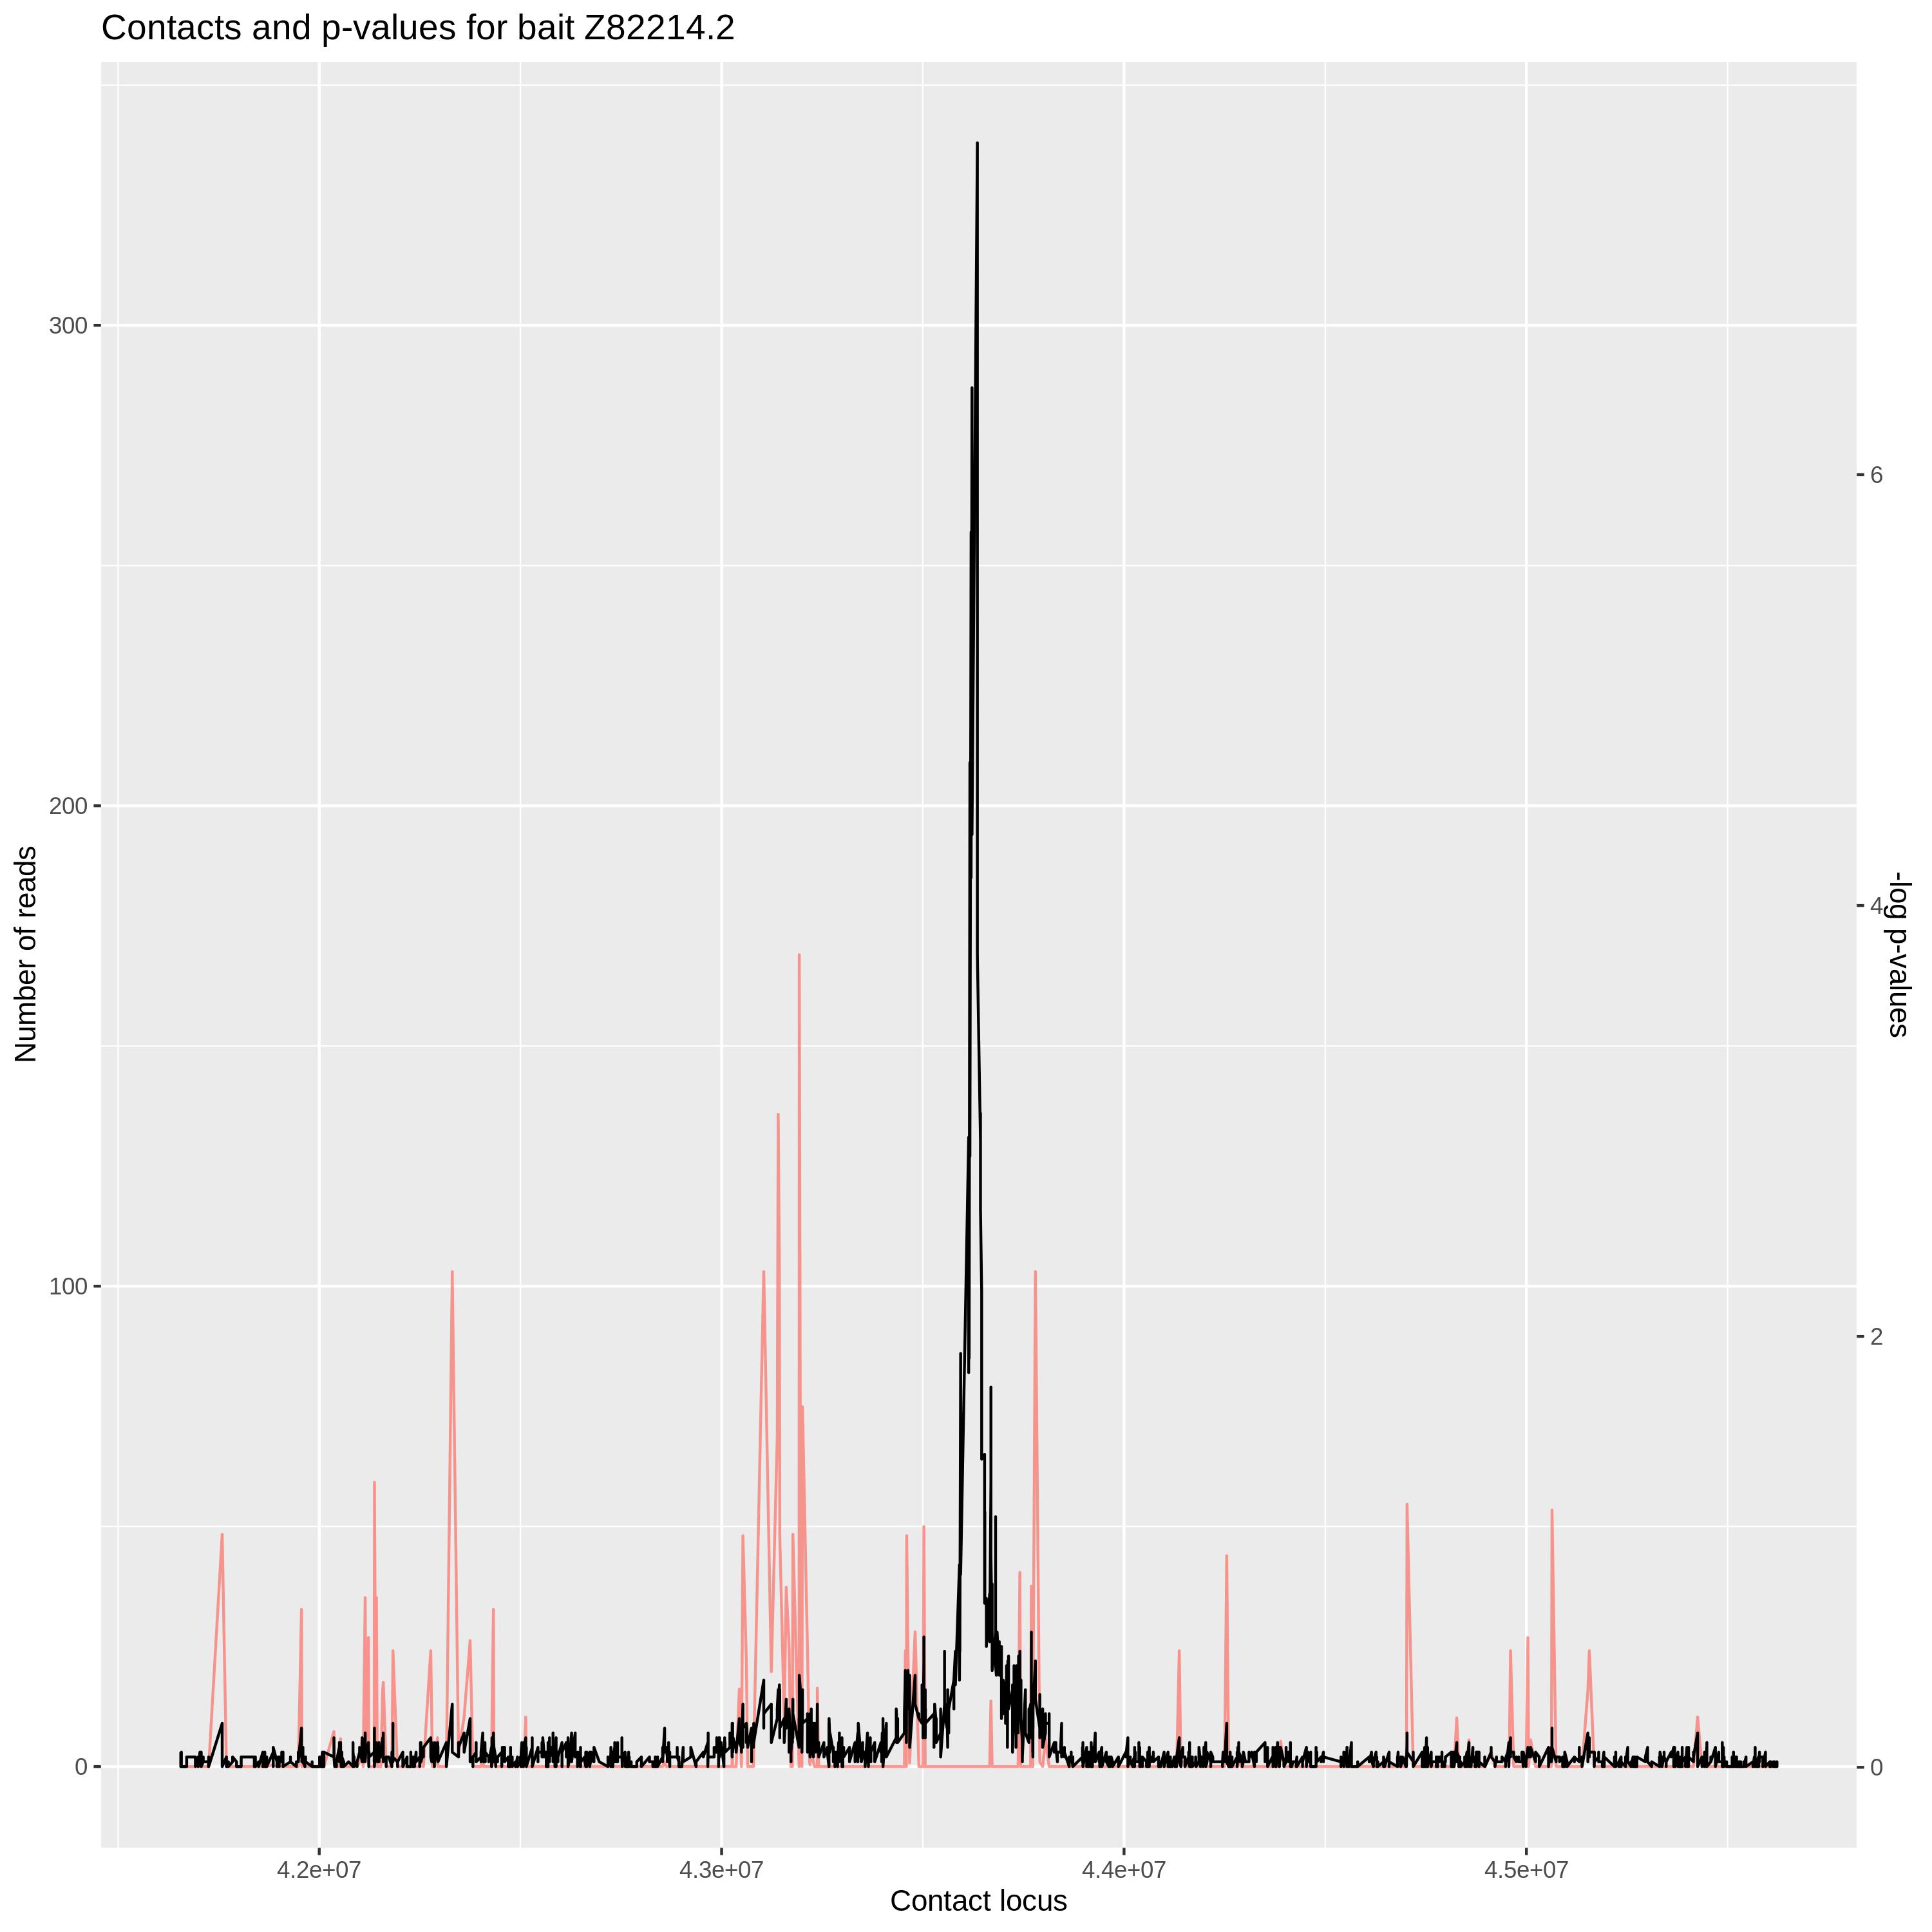 Contacts and p-values for bait Z82214.2
Number of reads
300
200
100
0
6
4
2
0
-log p-values
4.2e+07
4.3e+07
4.4e+07
4.5e+07
Contact locus